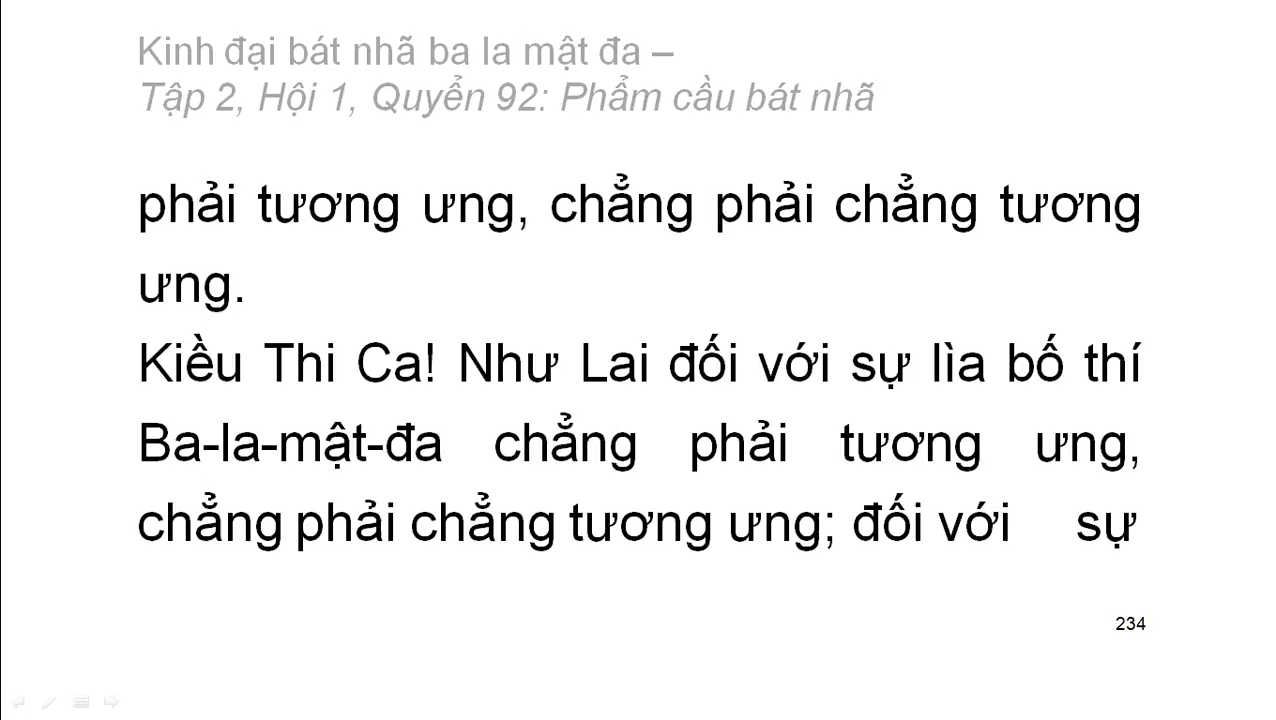 Kinh đại bát nhã ba la mật đa –
Tập 2, Hội 1, Quyển 92: Phẩm cầu bát nhã
phải tương ưng, chẳng phải chẳng tương
ưng.
Kiều Thi Ca! Như Lai đối với sự lìa bố thí
Ba-la-mật-đa chẳng phải tương ưng,
chẳng phải chẳng tương ưng; đối với sự
234